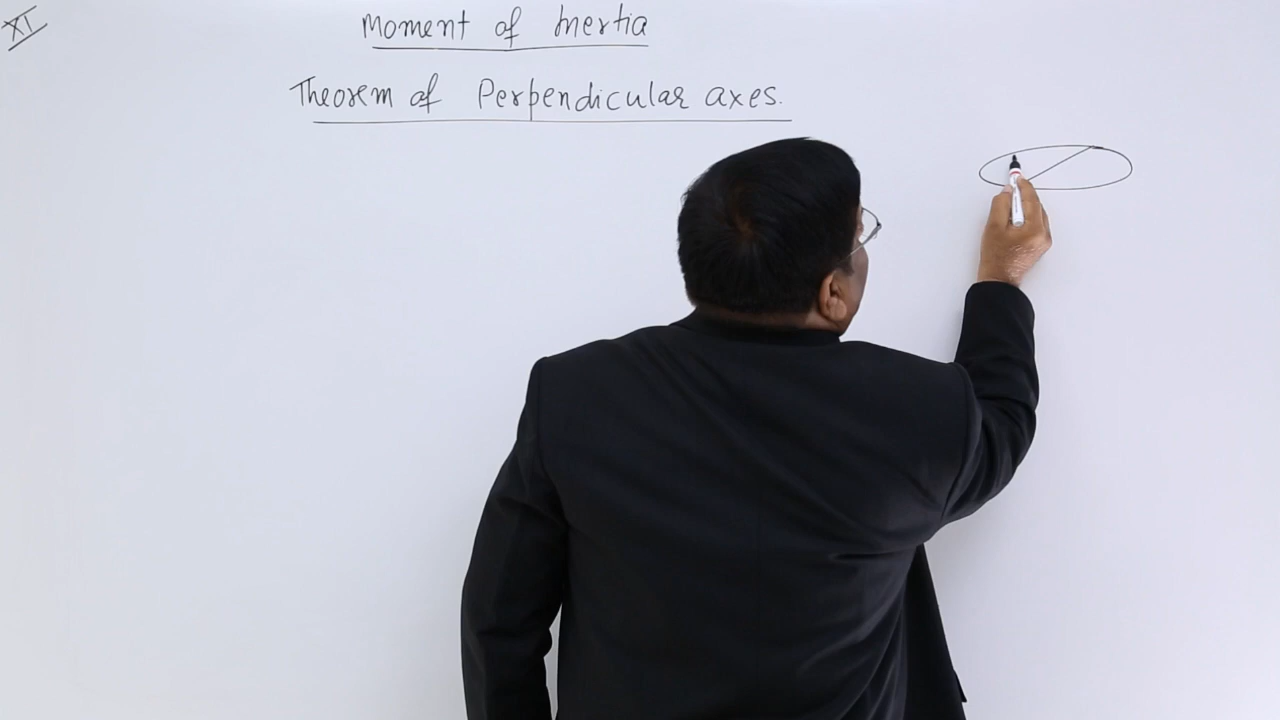 XI
Moment of Inertia
Theorem of Perpendicular axes.